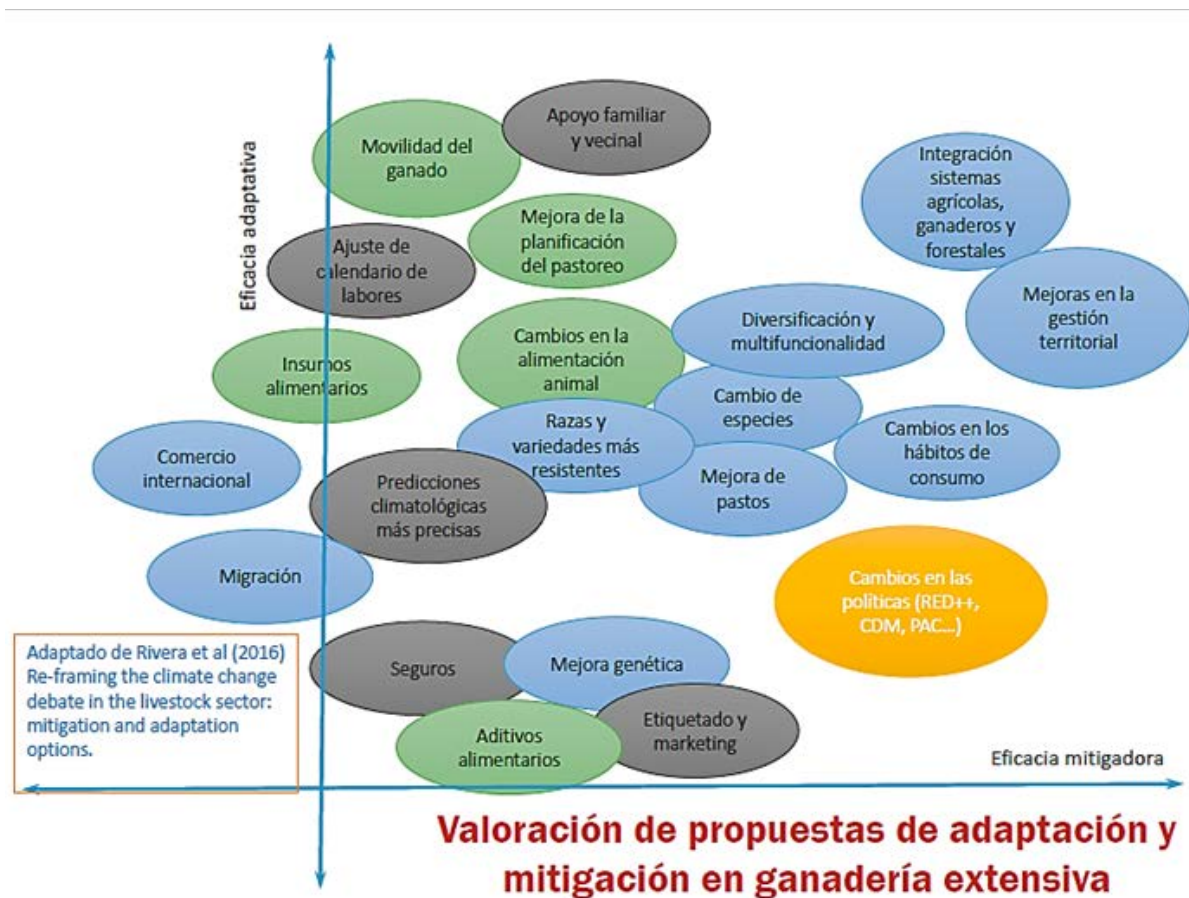 Eficacia adaptativa
Movilidad del
ganado
Apoyo familiar
y vecinal
Integración
sistemas
agrícolas,
ganaderos y
forestales
Mejora de la
planificación
del pastoreo
Ajuste de
calendario de
labores
Mejoras en la
gestión
territorial
Diversificación y
multifuncionalidad
Cambios en la
alimentación
animal
Insumos
alimentarios
Cambio de
especies
Razas y
variedades más
resistentes
Cambios en los
hábitos de
consumo
Comercio
internacional
Mejora de
pastos
Predicciones
climatológicas
más precisas
Migración
Cambios en las
políticas (RED++,
CDM, PAC...)
Adaptado de Rivera et al (2016)
Re-framing the climate change
debate in the livestock sector:
mitigation and adaptation
options.
Seguros
Mejora genética
Etiquetado y
marketing
Aditivos
alimentarios
Eficacia mitigadora
Valoración de propuestas de adaptación y
mitigación en ganadería extensiva